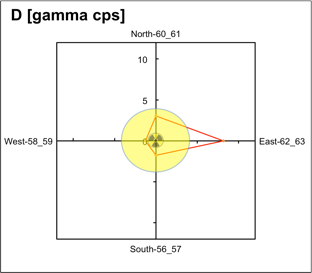 D [gamma cps]
North-60_61
10
5
0
West-58_59
East-62_63
South-56_57